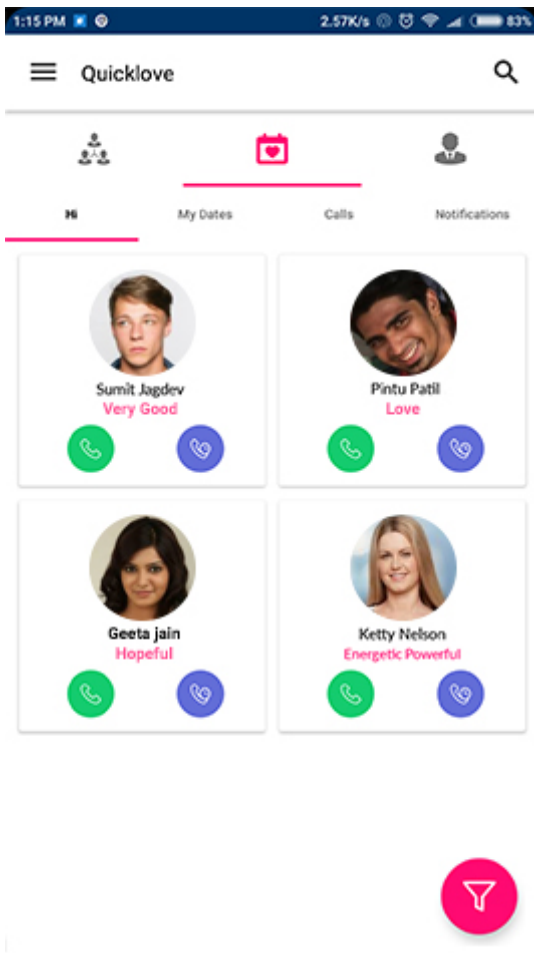 1:15 PM 2.57K/s 83%
Quicklove
Hi My Dates Calls Notifications
Sumit Jagdev Pintu Patil
Very Good Love
Geeta jain Ketty Nelson
Hopeful Energetic Powerful